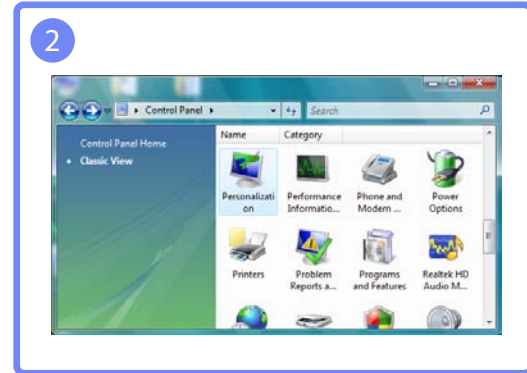 2
Control Panel
Search
Control Panel Home
Classic View
Name Category
Personalizati
on
Performance
Informatio...
Phone and
Modem ...
Power
Options
Printers
Problem
Reports a...
Programs
and Features
Realtek HD
Audio M...